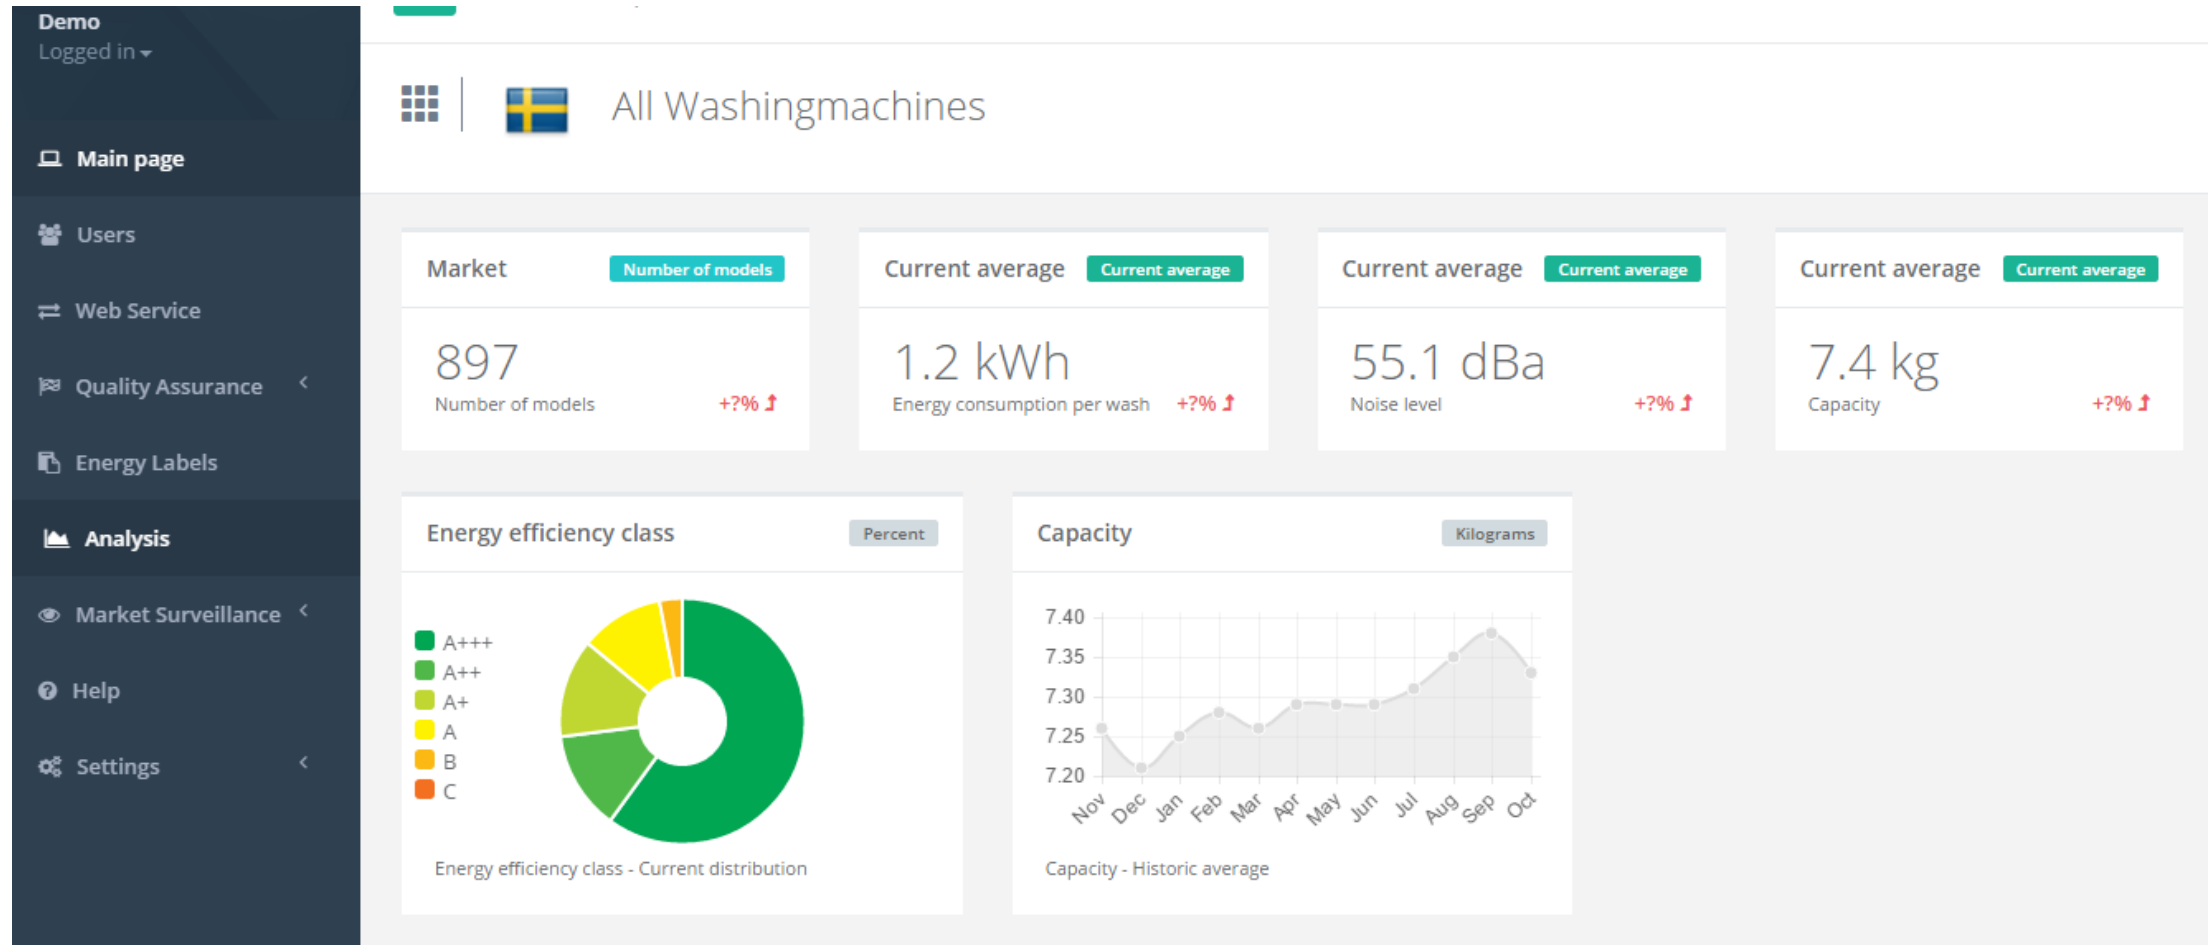 Demo
Logged in
Main page
Users
Web Service
Quality Assurance
Energy Labels
Analysis
Market Surveillance
Help
Settings
All Washingmachines
Market Number of models
897
Number of models +?%
Current average Current average
1.2 kWh
Energy consumption per wash +?%
Current average Current average
55.1 dBa
Noise level +?%
Current average Current average
7.4 kg
Capacity +?%
Energy efficiency class Percent
A+++
A++
A+
A
B
C
Energy efficiency class - Current distribution
Capacity Kilograms
7.40
7.35
7.30
7.25
7.20
Nov Dec Jan Feb Mar Apr May Jun Jul Aug Sep Oct
Capacity - Historic average